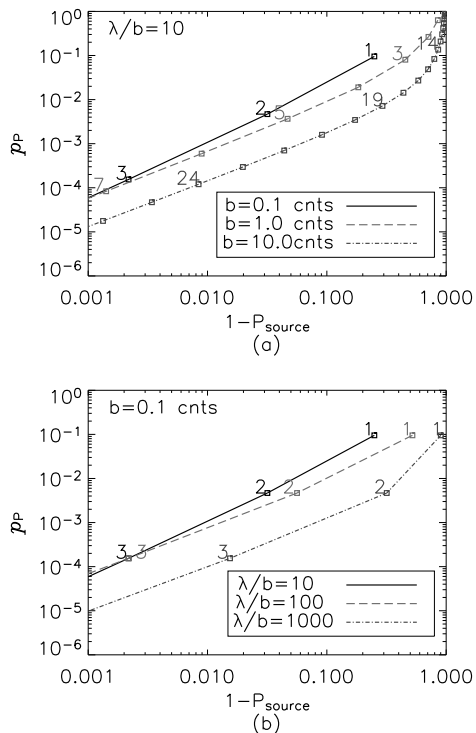 λ/b=10
10^0
10^-1
10^-2
10^-3
10^-4
10^-5
10^-6
p_P
1
3
14
2
5
19
3
7
24
b=0.1 cnts
b=1.0 cnts
b=10.0cnts
0.001 0.010 0.100 1.000
1-P_source
(a)
b=0.1 cnts
10^0
10^-1
10^-2
10^-3
10^-4
10^-5
10^-6
p_P
1 1 1
2 2 2
3 3 3
λ/b=10
λ/b=100
λ/b=1000
0.001 0.010 0.100 1.000
1-P_source
(b)